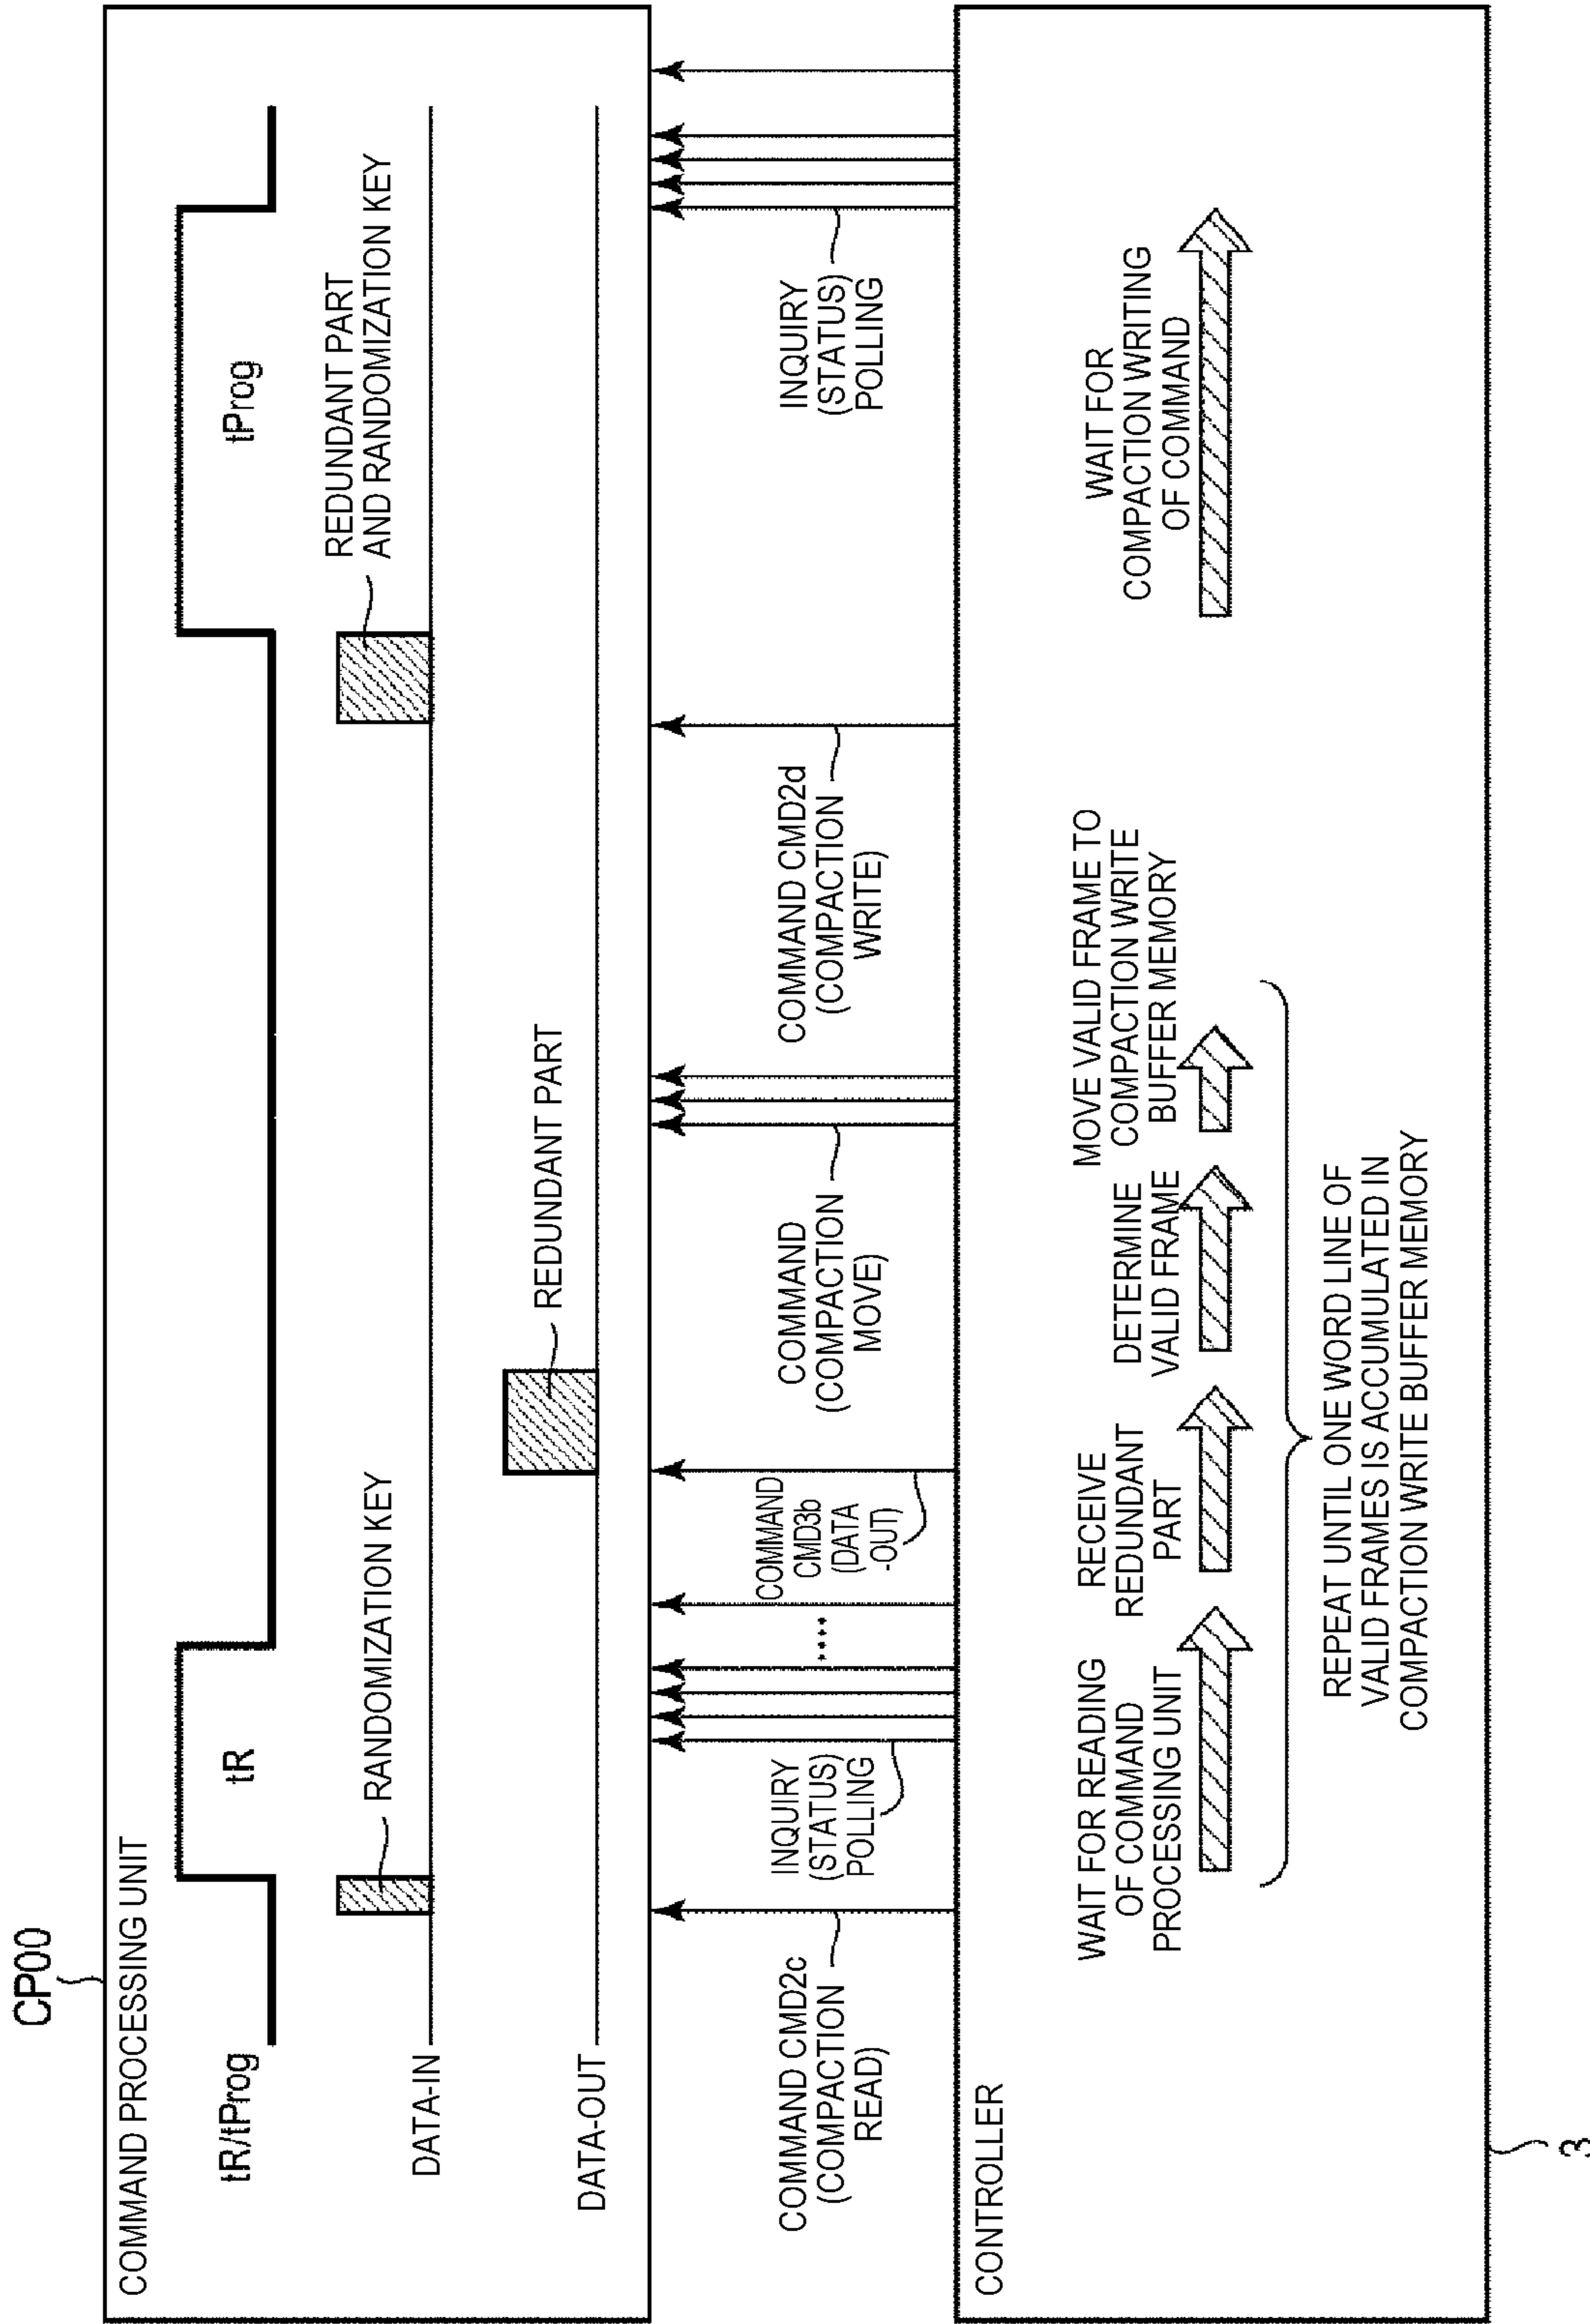 CP00
COMMAND PROCESSING UNIT
tR/tProg
tR
tProg
DATA-IN
RANDOMIZATION KEY
REDUNDANT PART
AND RANDOMIZATION KEY
DATA-OUT
REDUNDANT PART
COMMAND CMD2c
(COMPACTION
READ)
INQUIRY
(STATUS)
POLLING
....
COMMAND
CMD3b
(DATA
-OUT)
COMMAND
(COMPACTION
MOVE)
COMMAND CMD2d
(COMPACTION
WRITE)
INQUIRY
(STATUS)
POLLING
CONTROLLER
WAIT FOR READING
OF COMMAND
PROCESSING UNIT
RECEIVE
REDUNDANT
PART
DETERMINE
VALID FRAME
MOVE VALID FRAME TO
COMPACTION WRITE
BUFFER MEMORY
WAIT FOR
COMPACTION WRITING
OF COMMAND
REPEAT UNTIL ONE WORD LINE OF
VALID FRAMES IS ACCUMULATED IN
COMPACTION WRITE BUFFER MEMORY
3